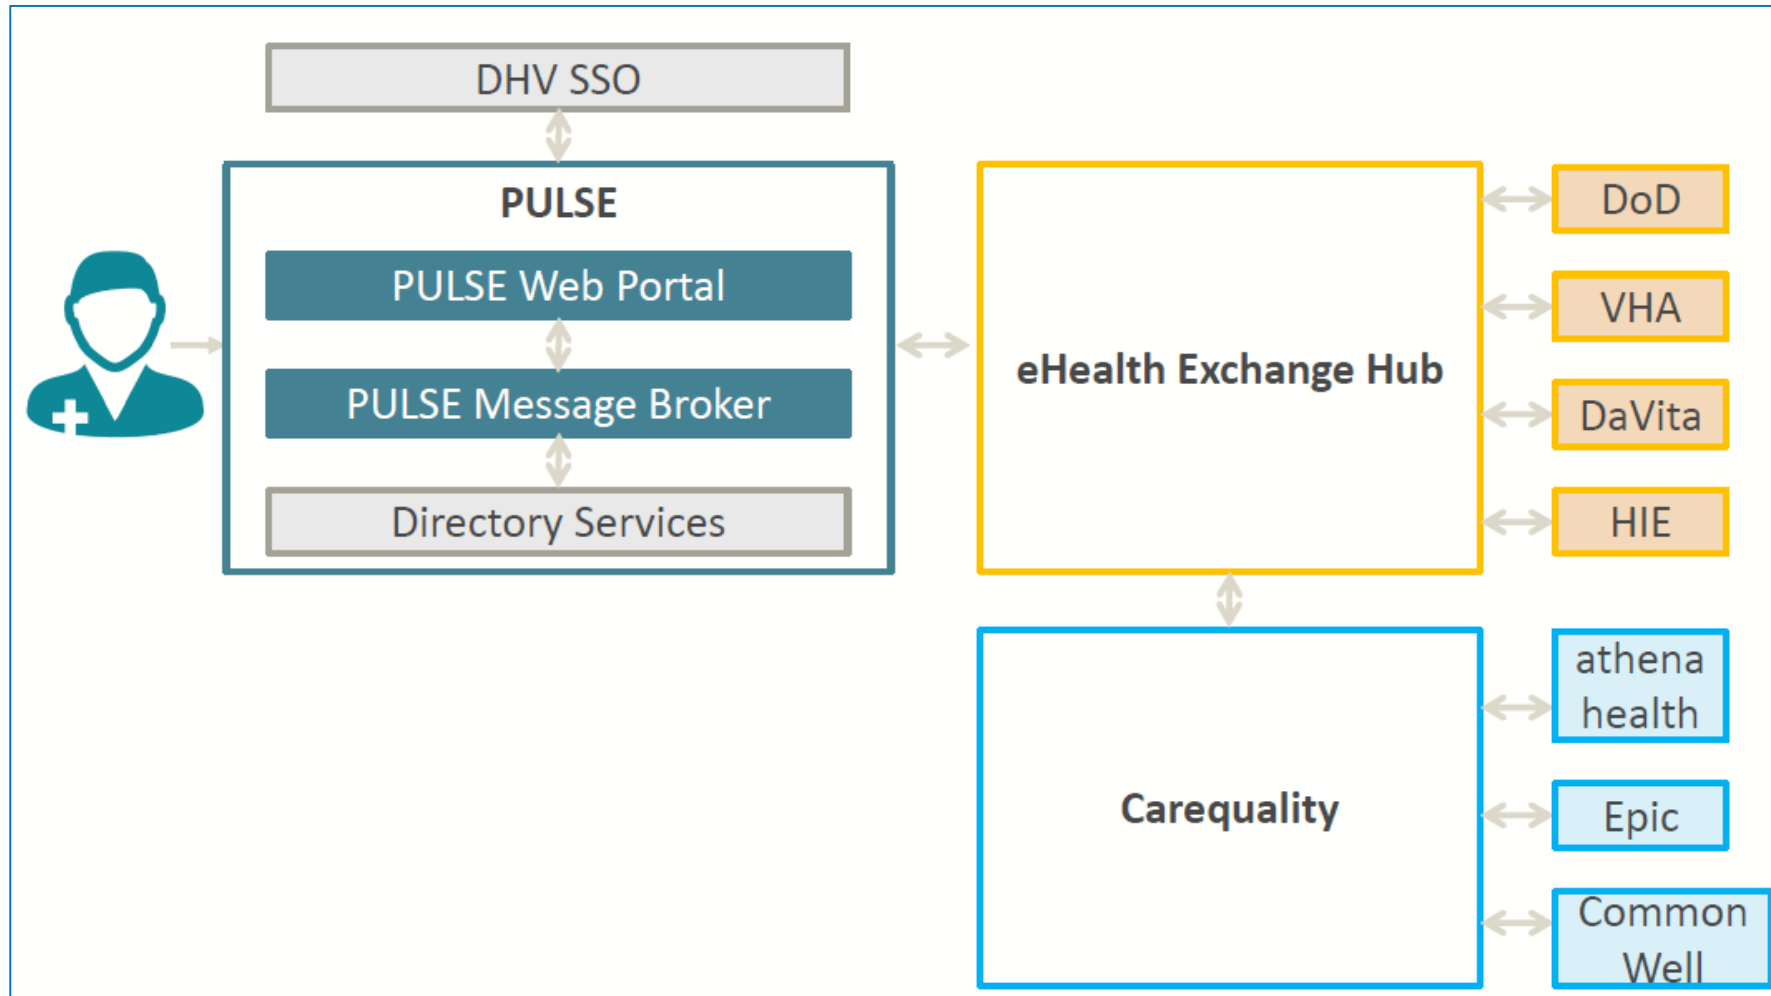 DHV SSO
PULSE
PULSE Web Portal
PULSE Message Broker
Directory Services
eHealth Exchange Hub
DoD
VHA
DaVita
HIE
Carequality
athena
health
Epic
Common
Well